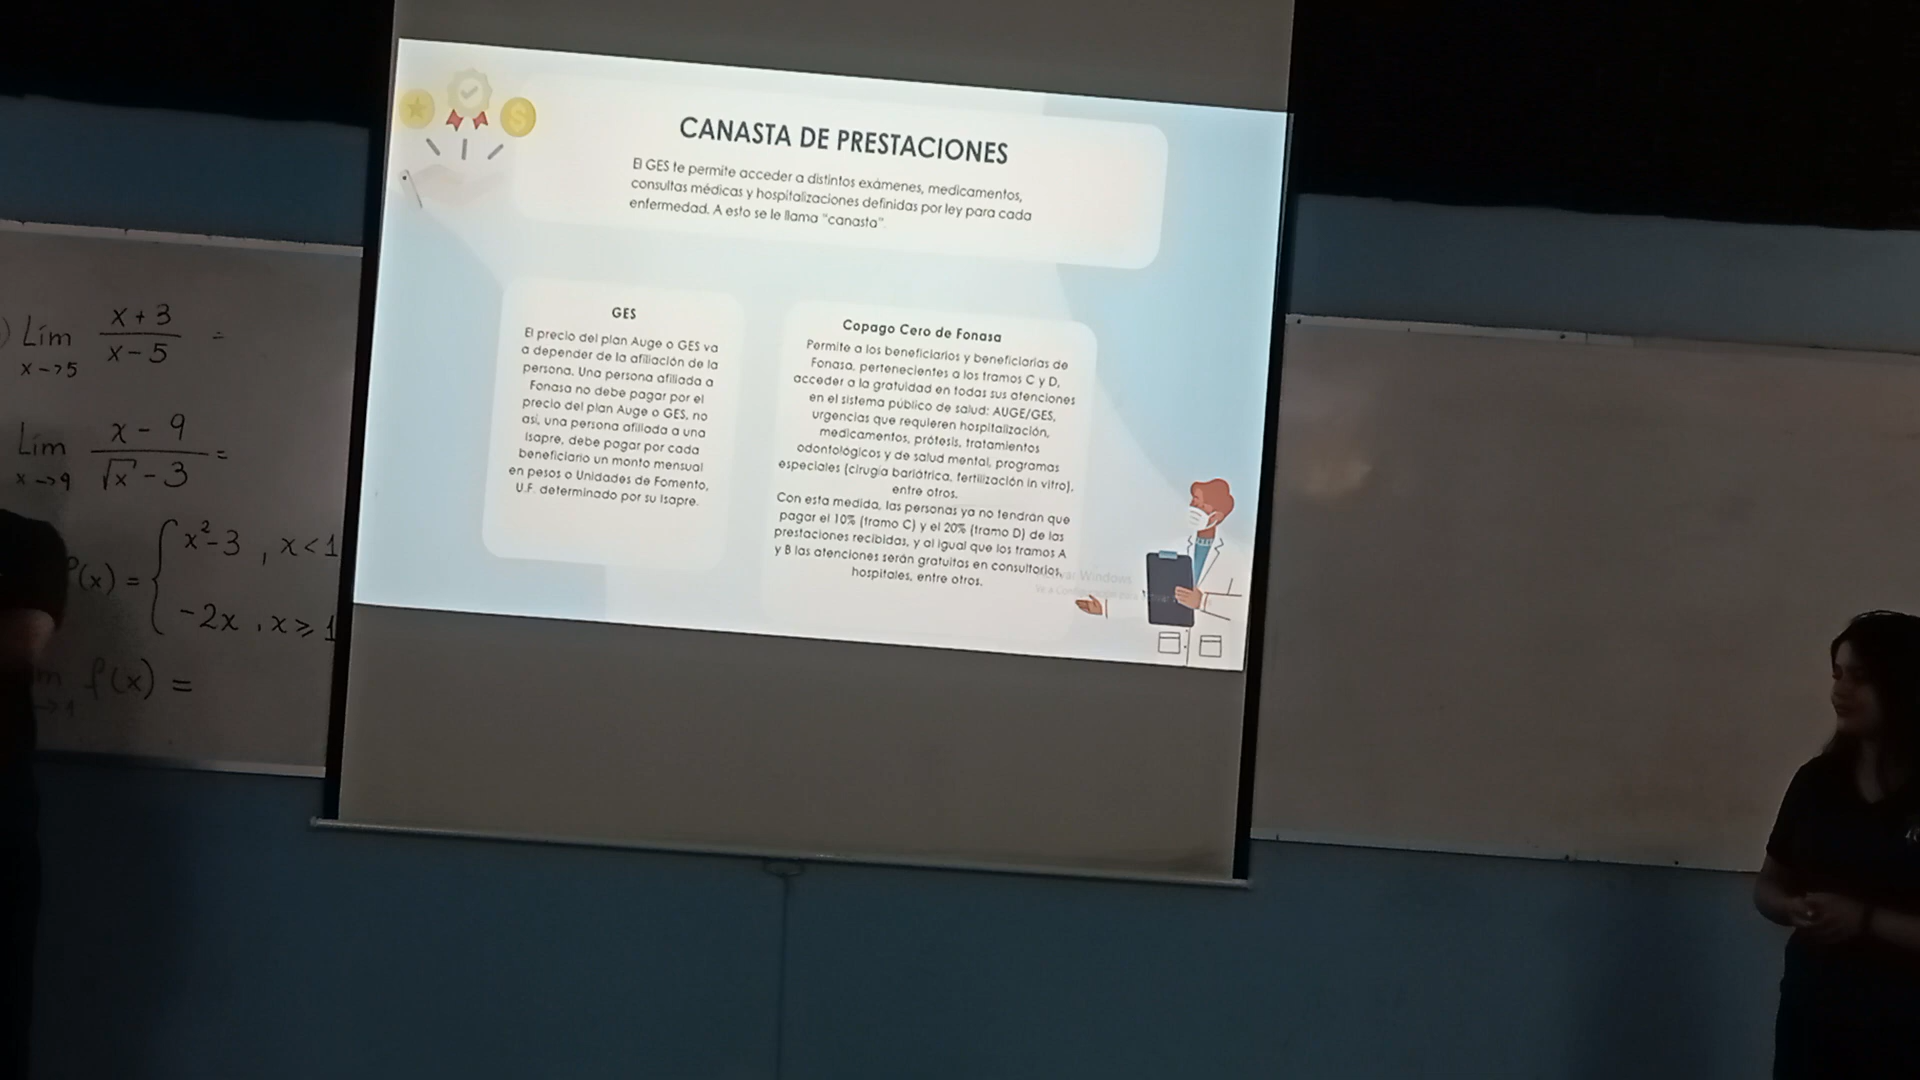 CANASTA DE PRESTACIONES
El GES te permite acceder a distintos exámenes, medicamentos,
consultas médicas y hospitalizaciones definidas por ley para cada
enfermedad. A esto se le llama "canasta".
GES
El precio del plan Auge o GES va
a depender de la afiliación de la
persona. Una persona afiliada a
Fonasa no debe pagar por el
precio del plan Auge o GES, no
así, una persona afiliada a una
Isapre, debe pagar por cada
beneficiario un monto mensual
en pesos o Unidades de Fomento,
U.F. determinado por su Isapre.
Copago Cero de Fonasa
Permite a los beneficiarios y beneficiarias de
Fonasa, pertenecientes a los tramos C y D,
acceder a la gratuidad en todas sus atenciones
en el sistema público de salud: AUGE/GES,
urgencias que requieren hospitalización,
medicamentos, prótesis, tratamientos
odontológicos y de salud mental, programas
especiales (cirugía bariátrica, fertilización in vitro),
entre otros.
Con esta medida, las personas ya no tendrán que
pagar el 10% (tramo C) y el 20% (tramo D) de las
prestaciones recibidas, y al igual que los tramos A
y B las atenciones serán gratuitas en consultorios,
hospitales, entre otros.
Activar Windows
) Lím x+3 =
x->5 x-5
Lím x-9 =
x->9 √x-3
(x) = { x²-3 , x<1
-2x , x≥1
f(x) =